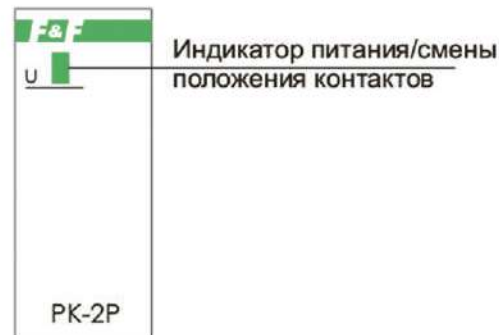 F&F
Индикатор питания/смены
U
положения контактов
PK-2P